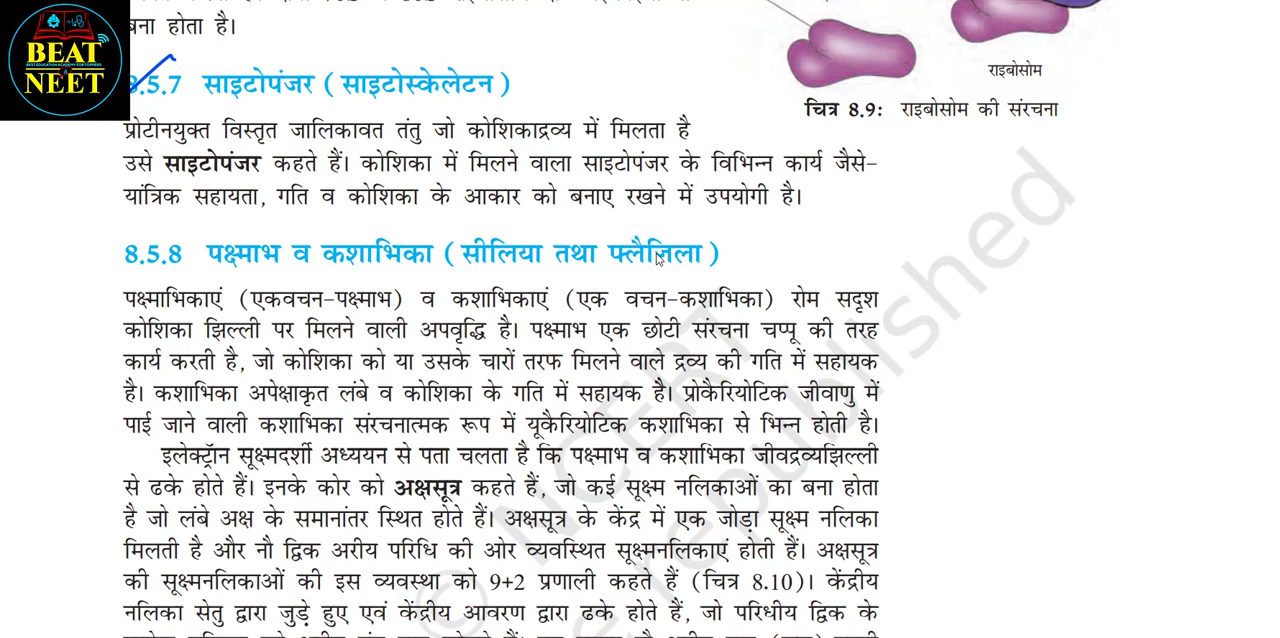 बना होता है।
BEAT
NEET
8.5.7 साइटोपंजर ( साइटोस्केलेटन )
राइबोसोम
चित्र 8.9: राइबोसोम की संरचना
प्रोटीनयुक्त विस्तृत जालिकावत तंतु जो कोशिकाद्रव्य में मिलता है
उसे साइटोपंजर कहते हैं। कोशिका में मिलने वाला साइटोपंजर के विभिन्न कार्य जैसे-
यांत्रिक सहायता, गति व कोशिका के आकार को बनाए रखने में उपयोगी है।
8.5.8 पक्ष्माभ व कशाभिका ( सीलिया तथा फ्लैजिला )
पक्ष्माभिकाएं (एकवचन-पक्ष्माभ) व कशाभिकाएं (एक वचन-कशाभिका) रोम सदृश
कोशिका झिल्ली पर मिलने वाली अपवृद्धि है। पक्ष्माभ एक छोटी संरचना चप्पू की तरह
कार्य करती है, जो कोशिका को या उसके चारों तरफ मिलने वाले द्रव्य की गति में सहायक
है। कशाभिका अपेक्षाकृत लंबे व कोशिका के गति में सहायक है। प्रोकैरियोटिक जीवाणु में
पाई जाने वाली कशाभिका संरचनात्मक रूप में यूकैरियोटिक कशाभिका से भिन्न होती है।
इलेक्ट्रॉन सूक्ष्मदर्शी अध्ययन से पता चलता है कि पक्ष्माभ व कशाभिका जीवद्रव्यझिल्ली
से ढके होते हैं। इनके कोर को अक्षसूत्र कहते हैं, जो कई सूक्ष्म नलिकाओं का बना होता
है जो लंबे अक्ष के समानांतर स्थित होते हैं। अक्षसूत्र के केंद्र में एक जोड़ा सूक्ष्म नलिका
मिलती है और नौ द्विक अरीय परिधि की ओर व्यवस्थित सूक्ष्मनलिकाएं होती हैं। अक्षसूत्र
की सूक्ष्मनलिकाओं की इस व्यवस्था को 9+2 प्रणाली कहते हैं (चित्र 8.10)। केंद्रीय
नलिका सेतु द्वारा जुड़े हुए एवं केंद्रीय आवरण द्वारा ढके होते हैं, जो परिधीय द्विक के
© NCERT
republished